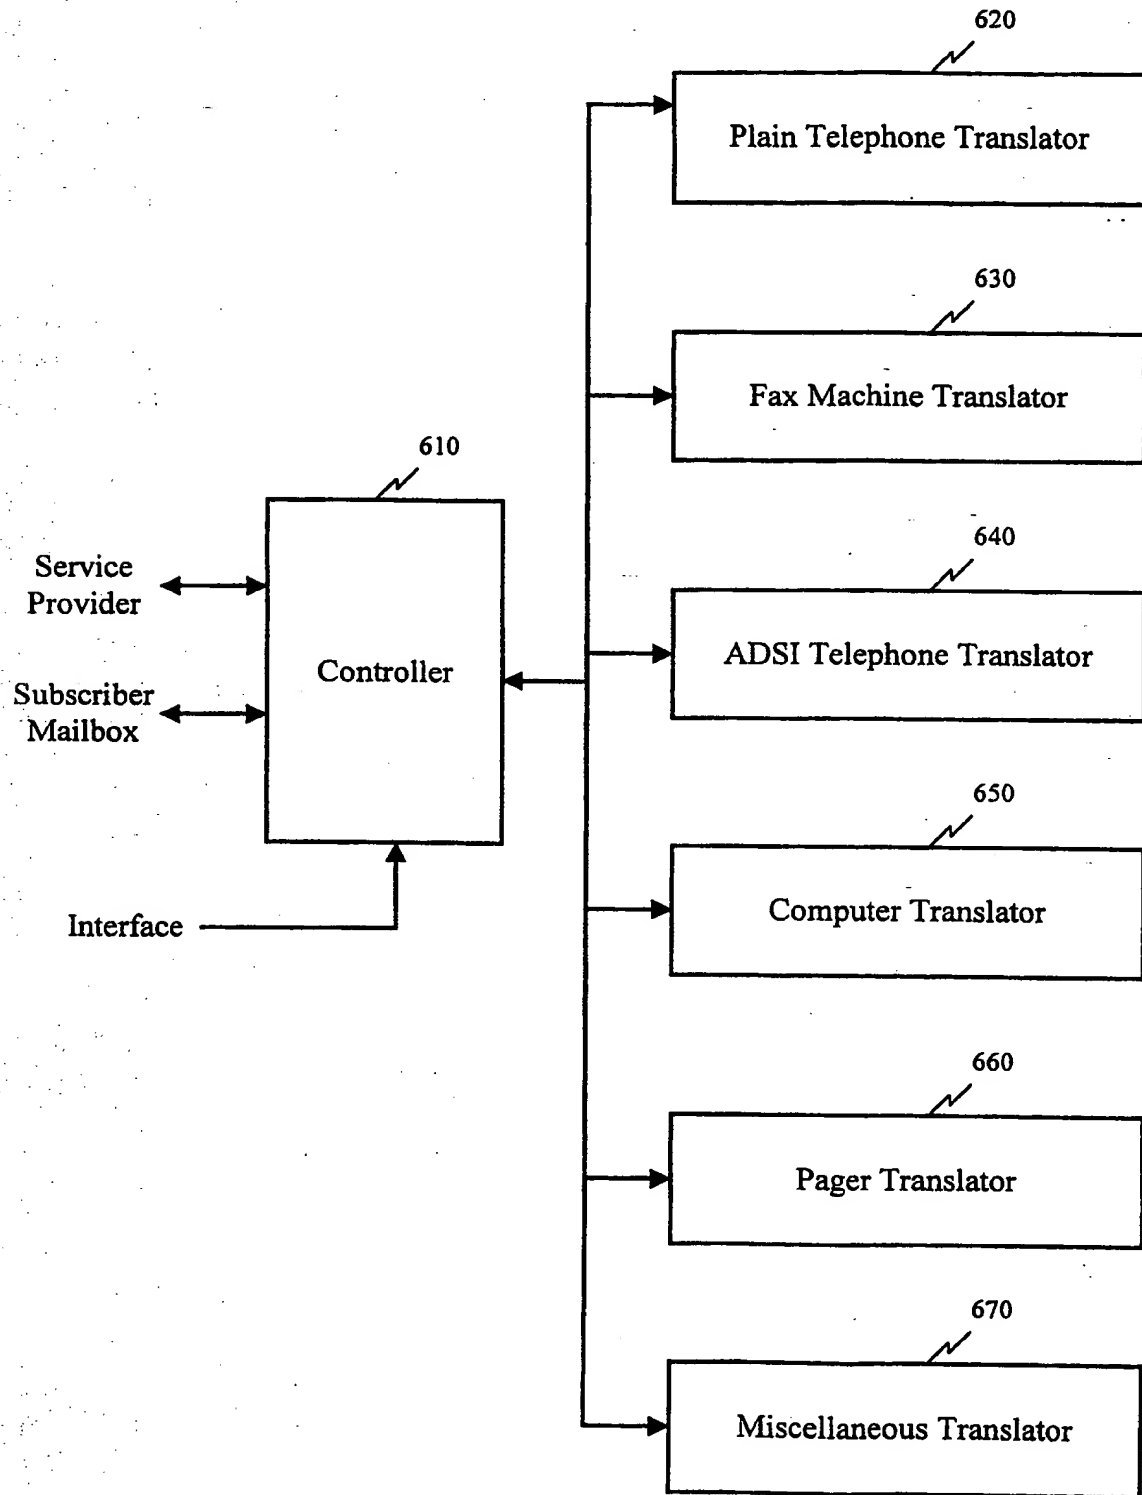 620
Plain Telephone Translator
630
Fax Machine Translator
610
640
Service
Provider
ADSI Telephone Translator
Controller
Subscriber
Mailbox
650
Computer Translator
Interface
660
Pager Translator
670
Miscellaneous Translator